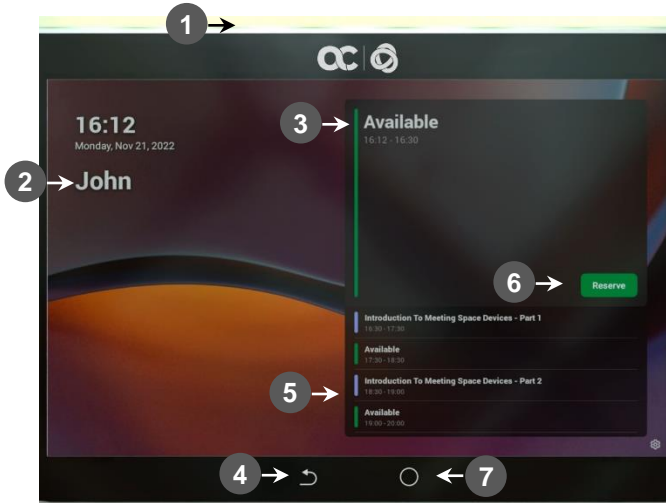 1
ac
16:12
Monday, Nov 21, 2022
2
John
3
Available
16:12 - 16:30
6
Reserve
Introduction To Meeting Space Devices - Part 1
16:30 - 17:30
Available
17:30 - 18:30
5
Introduction To Meeting Space Devices - Part 2
18:30 - 19:00
Available
19:00 - 20:00
4
7